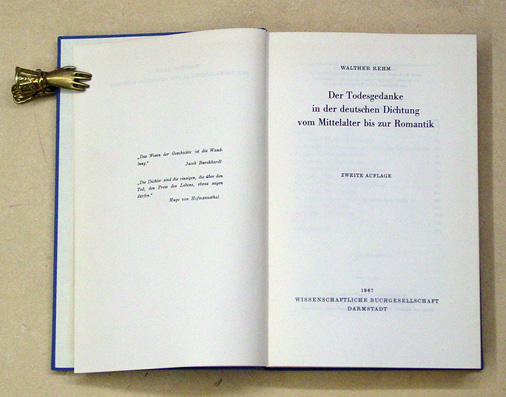 „Das Wesen der Geschichte ist die Wand-
lung."
Jacob Burckhardt
„Die Dichter sind die einzigen, die über den
Tod, den Preis des Lebens, etwas sagen
dürfen."
Hugo von Hofmannsthal
WALTHER REHM
Der Todesgedanke
in der deutschen Dichtung
vom Mittelalter bis zur Romantik
ZWEITE AUFLAGE
1967
WISSENSCHAFTLICHE BUCHGESELLSCHAFT
DARMSTADT